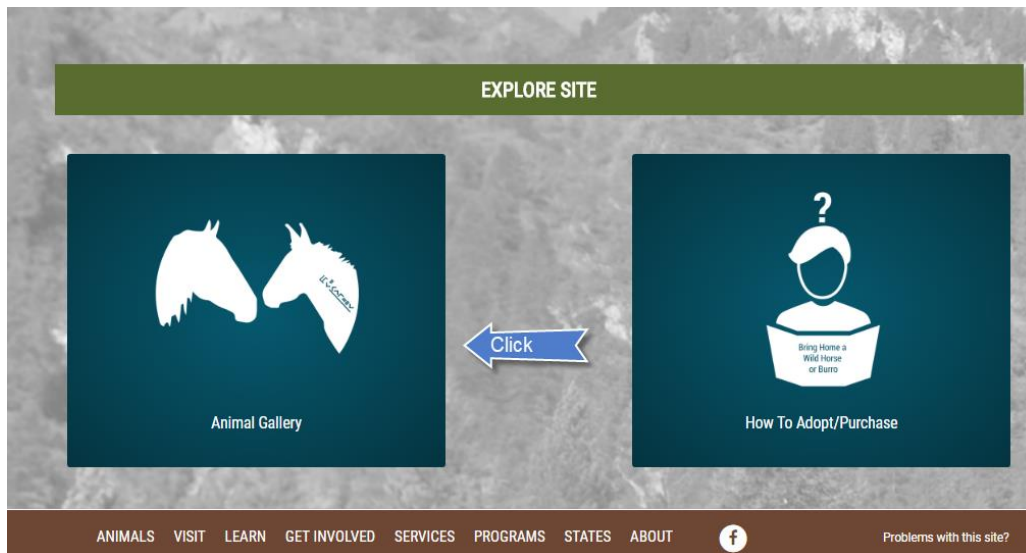 EXPLORE SITE
Animal Gallery
Click
?
Bring Home a
Wild Horse
or Burro
How To Adopt/Purchase
ANIMALS VISIT LEARN GET INVOLVED SERVICES PROGRAMS STATES ABOUT f Problems with this site?